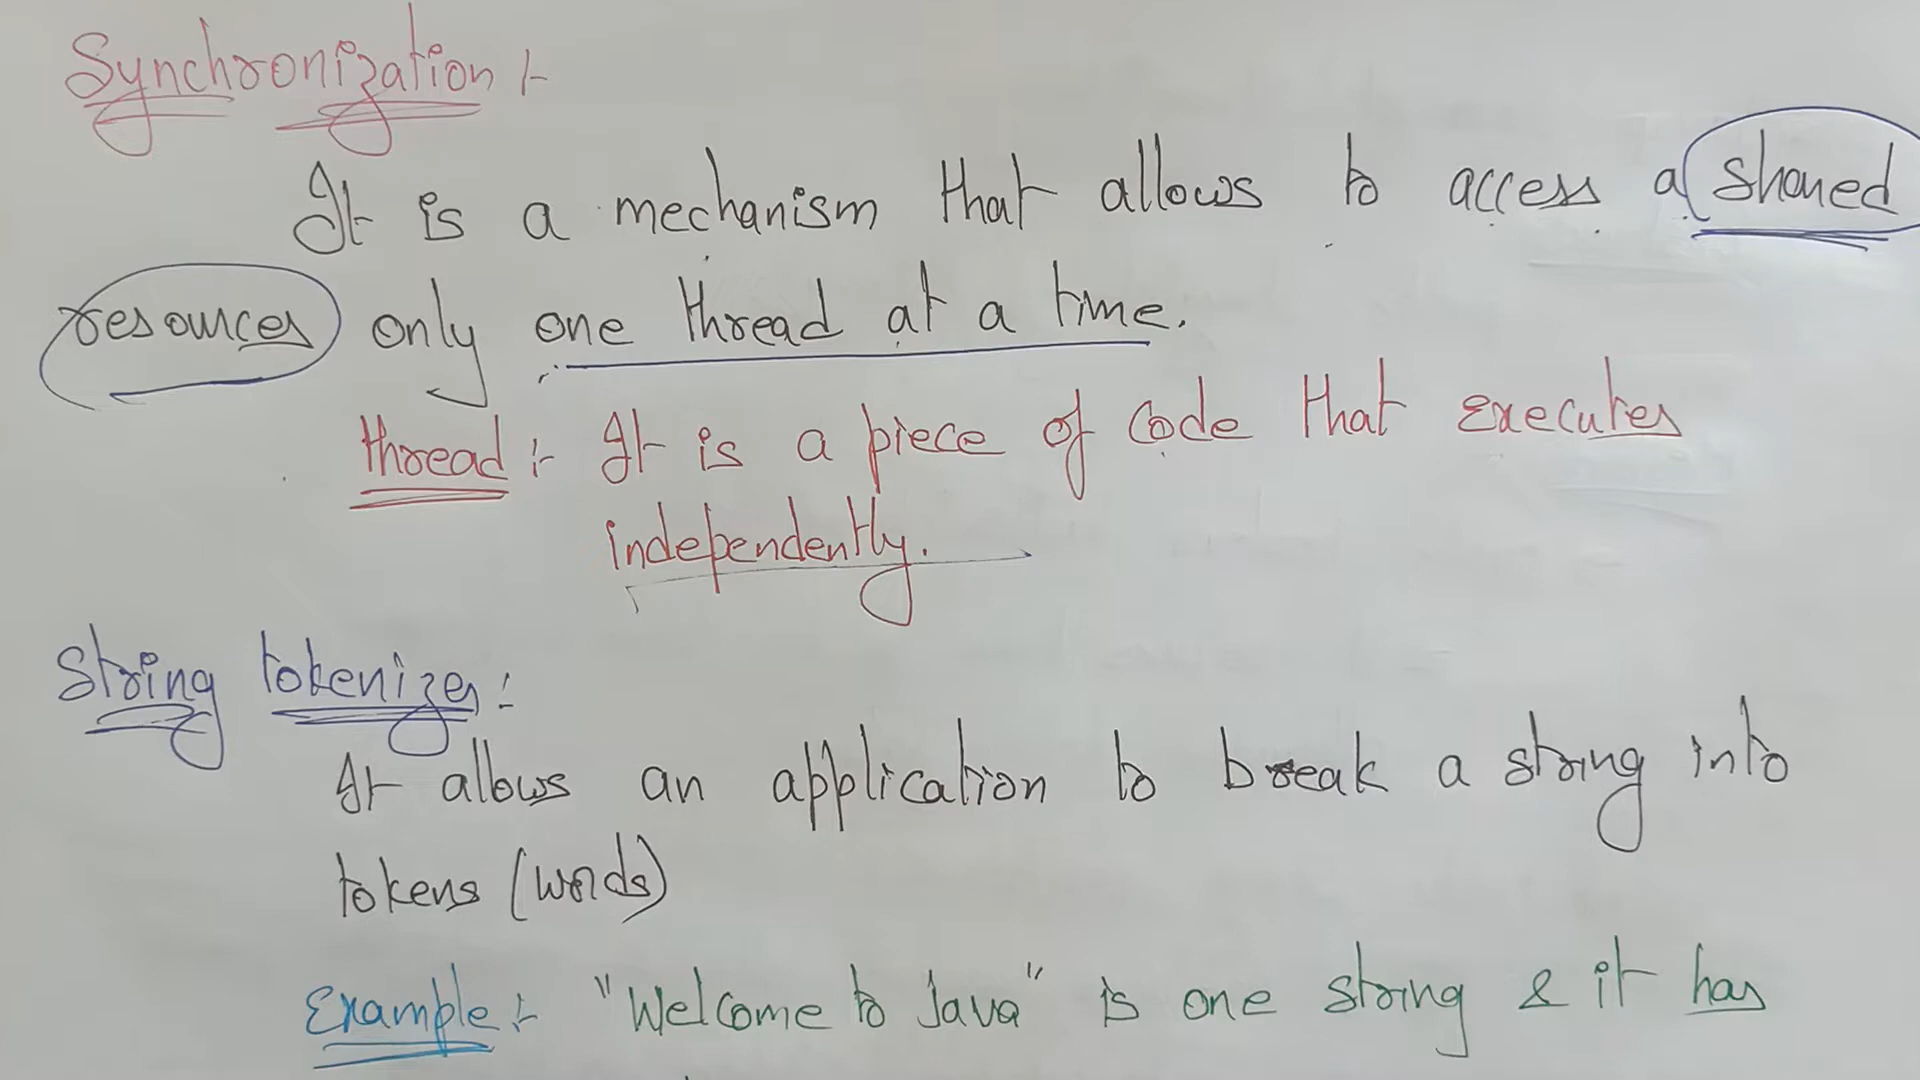 Synchronization :-
It is a mechanism that allows to access a shared
resources only one thread at a time.
thread :- It is a piece of code that executes
independently.
String tokenizer :
It allows an application to break a string into
tokens (words)
Example :- "Welcome to Java" is one string & it has